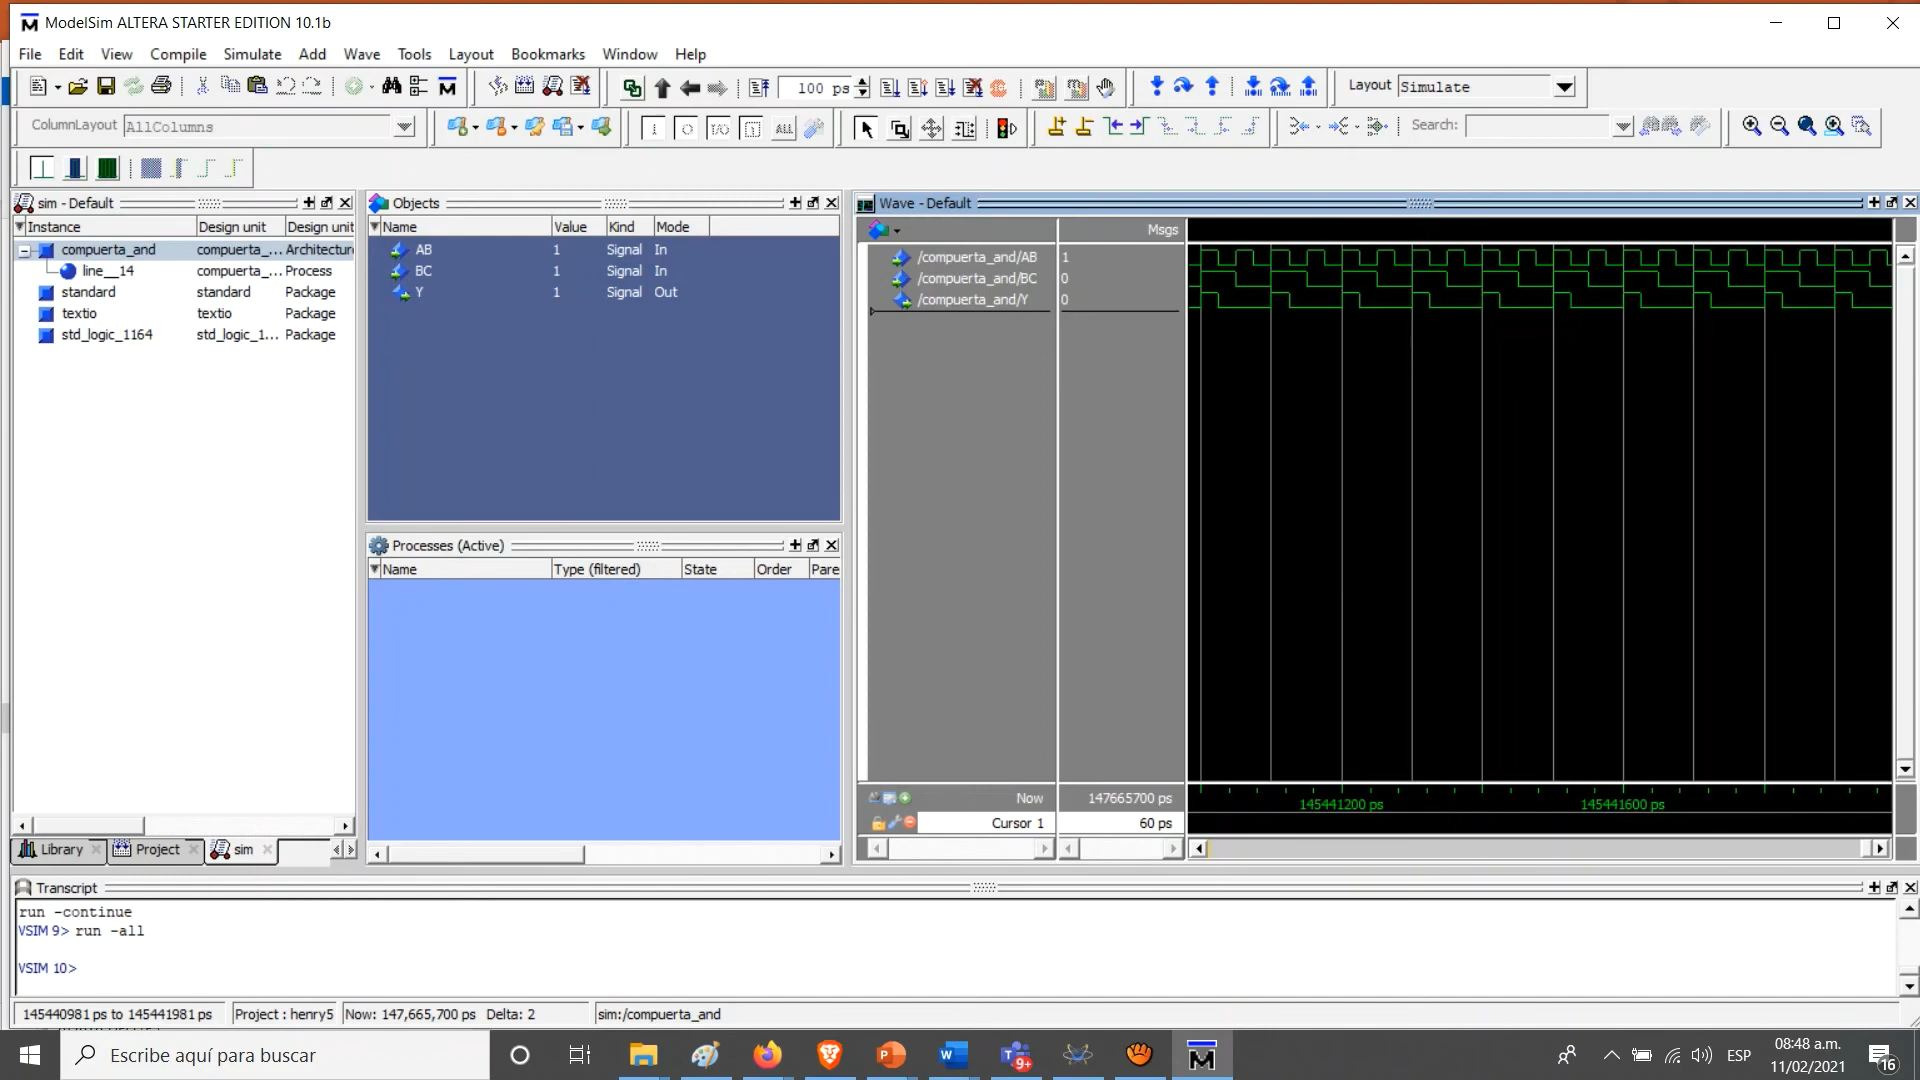 ModelSim ALTERA STARTER EDITION 10.1b
File Edit View Compile Simulate Add Wave Tools Layout Bookmarks Window Help
100 ps Layout Simulate
ColumnLayout AllColumns Search:
sim - Default
Instance Design unit Design unit
compuerta_and compuerta_... Architecture
line__14 compuerta_... Process
standard standard Package
textio textio Package
std_logic_1164 std_logic_1... Package
Library Project sim
Objects
Name Value Kind Mode
AB 1 Signal In
BC 1 Signal In
Y 1 Signal Out
Processes (Active)
Name Type (filtered) State Order Pare
Wave - Default
Msgs
/compuerta_and/AB 1
/compuerta_and/BC 0
/compuerta_and/Y 0
Now 147665700 ps 145441200 ps 145441600 ps
Cursor 1 60 ps
Transcript
run -continue
VSIM 9> run -all
VSIM 10>
145440981 ps to 145441981 ps Project : henry5 Now: 147,665,700 ps Delta: 2 sim:/compuerta_and
Escribe aquí para buscar ESP 08:48 a.m.
11/02/2021 16